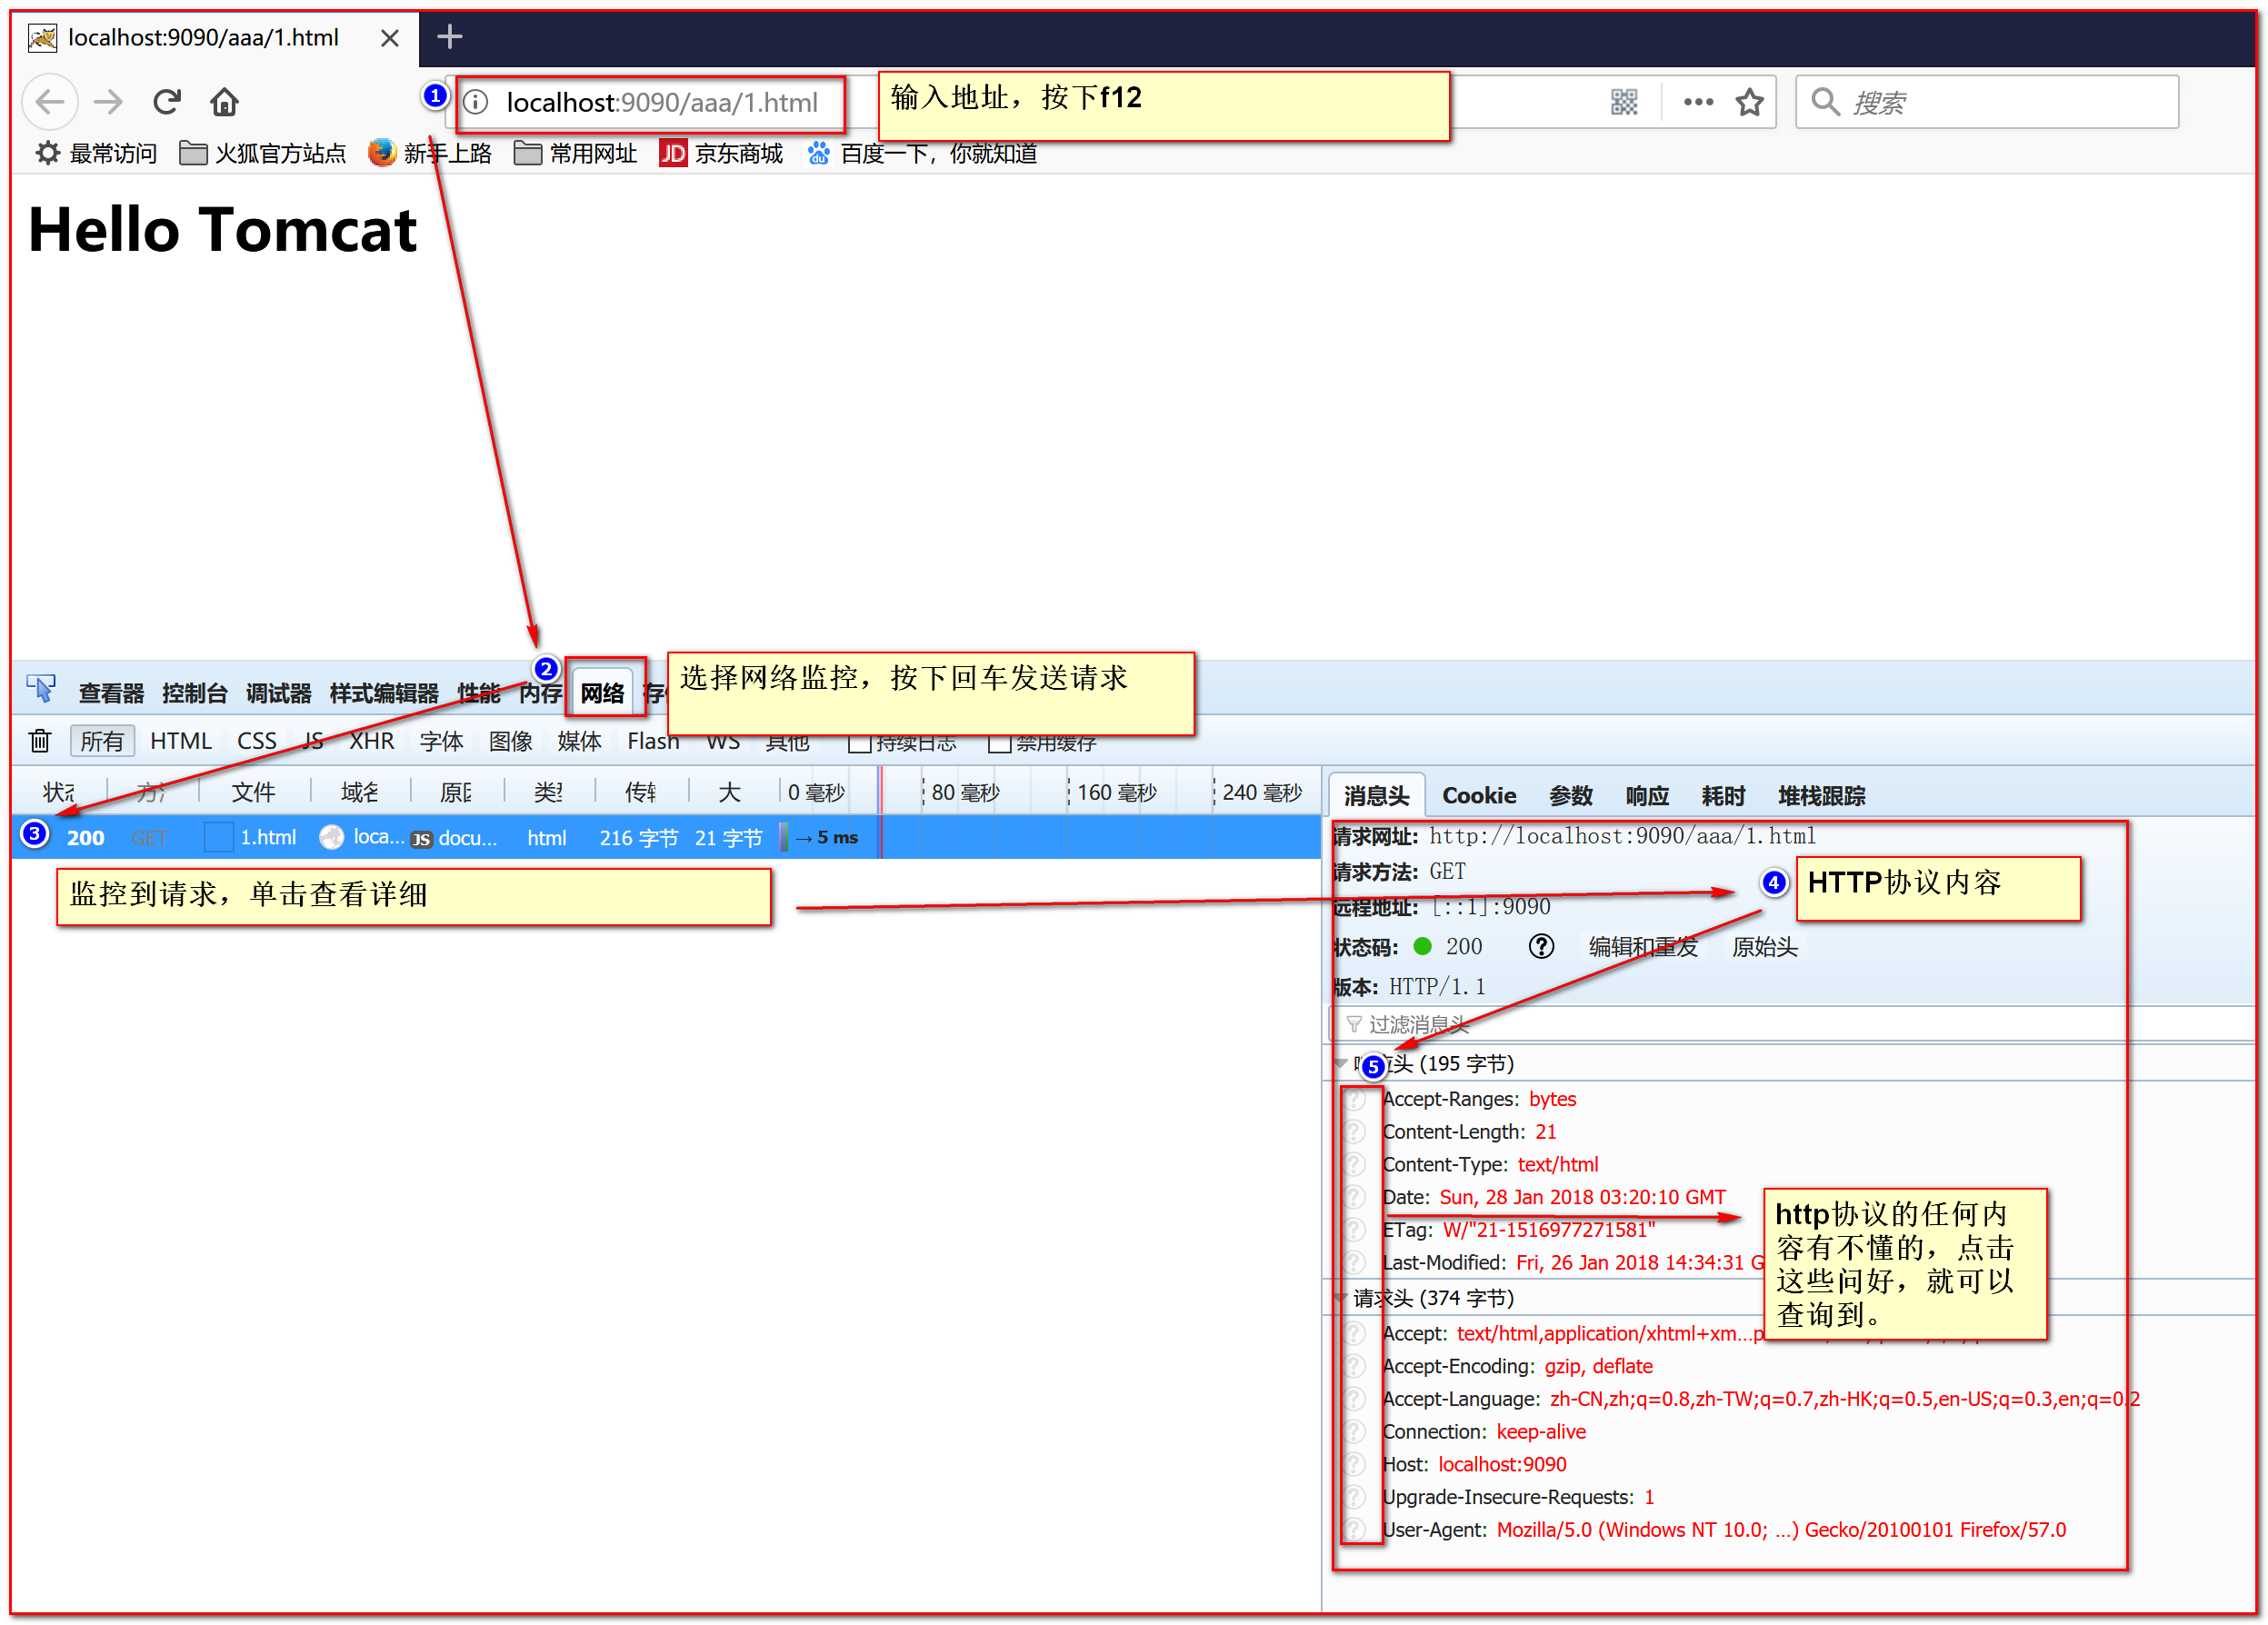 localhost:9090/aaa/1.html
1
localhost:9090/aaa/1.html
输入地址，按下f12
搜索
最常访问 火狐官方站点 新手上路 常用网址 JD 京东商城 du 百度一下，你就知道
Hello Tomcat
2
选择网络监控，按下回车发送请求
查看器 控制台 调试器 样式编辑器 性能 内存 网络
所有 HTML CSS JS XHR 字体 图像 媒体 Flash WS 其他 持续日志 禁用缓存
文件 大 0 毫秒 80 毫秒 160 毫秒 240 毫秒
3 200 GET 1.html loca... JS docu... html 216 字节 21 字节 → 5 ms
监控到请求，单击查看详细
消息头 Cookie 参数 响应 耗时 堆栈跟踪
请求网址: http://localhost:9090/aaa/1.html
请求方法: GET
4 HTTP协议内容
远程地址: [::1]:9090
状态码: 200 编辑和重发 原始头
版本: HTTP/1.1
过滤消息头
5
头 (195 字节)
Accept-Ranges: bytes
Content-Length: 21
Content-Type: text/html
Date: Sun, 28 Jan 2018 03:20:10 GMT
ETag: W/"21-1516977271581"
Last-Modified: Fri, 26 Jan 2018 14:34:31 G
http协议的任何内
容有不懂的，点击
这些问好，就可以
查询到。
请求头 (374 字节)
Accept: text/html,application/xhtml+xm...p
Accept-Encoding: gzip, deflate
Accept-Language: zh-CN,zh;q=0.8,zh-TW;q=0.7,zh-HK;q=0.5,en-US;q=0.3,en;q=0.2
Connection: keep-alive
Host: localhost:9090
Upgrade-Insecure-Requests: 1
User-Agent: Mozilla/5.0 (Windows NT 10.0; ...) Gecko/20100101 Firefox/57.0